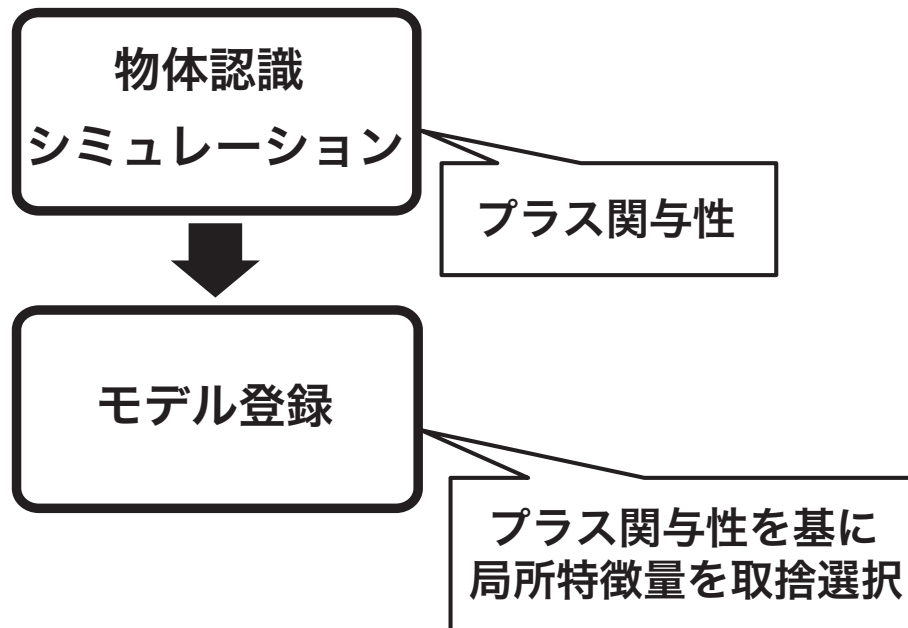 物体認識
シミュレーション
プラス関与性
モデル登録
プラス関与性を基に
局所特徴量を取捨選択